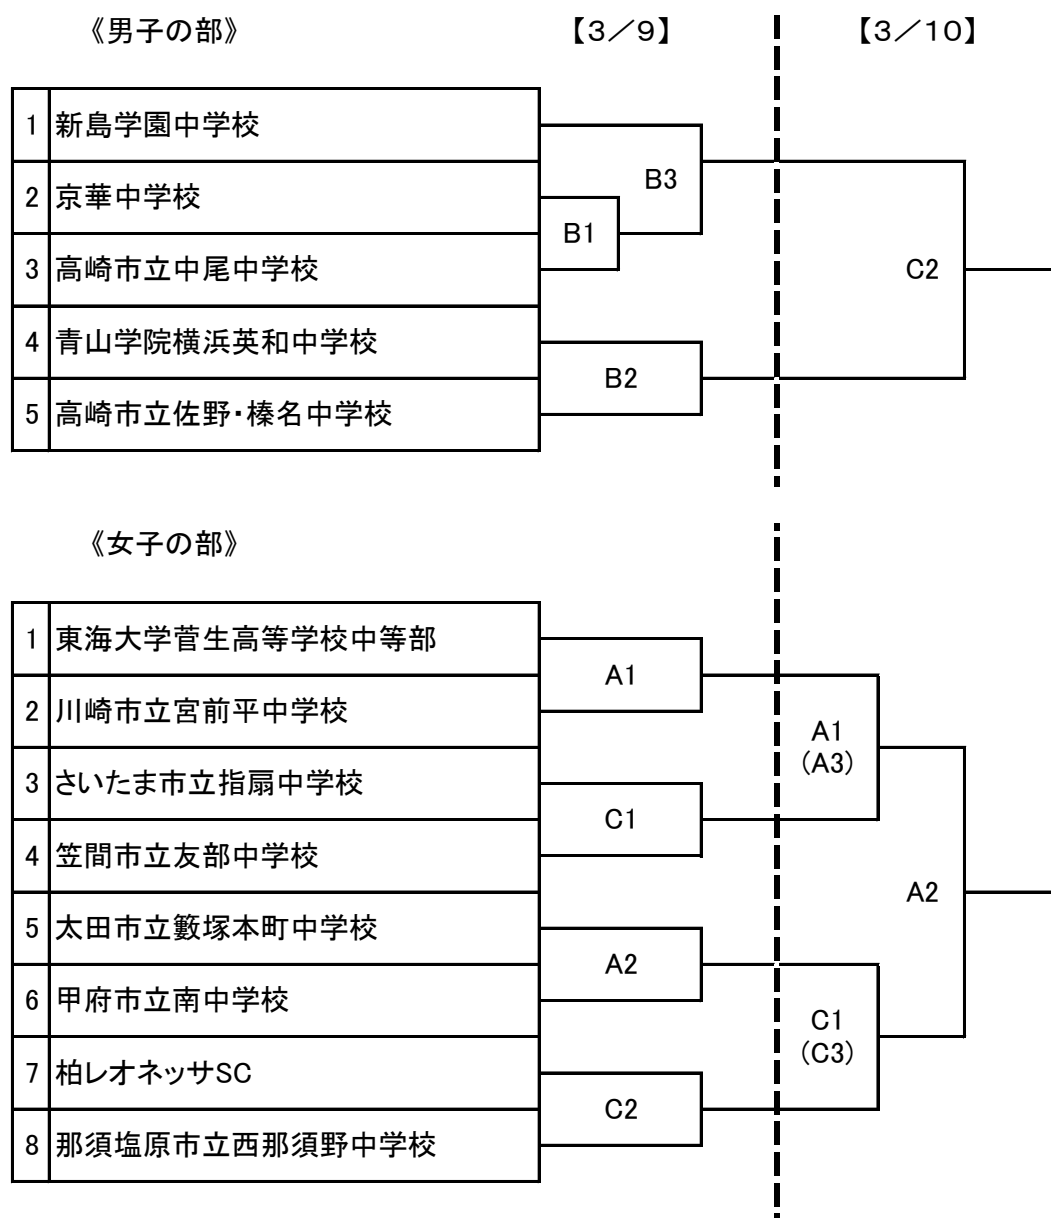 《男子の部》 【3／9】 【3／10】
1 新島学園中学校
2 京華中学校
3 高崎市立中尾中学校
4 青山学院横浜英和中学校
5 高崎市立佐野・榛名中学校
B3
B1
C2
B2
《女子の部》
1 東海大学菅生高等学校中等部
2 川崎市立宮前平中学校
3 さいたま市立指扇中学校
4 笠間市立友部中学校
5 太田市立籔塚本町中学校
6 甲府市立南中学校
7 柏レオネッサSC
8 那須塩原市立西那須野中学校
A1
C1
A2
C2
A1
(A3)
C1
(C3)
A2